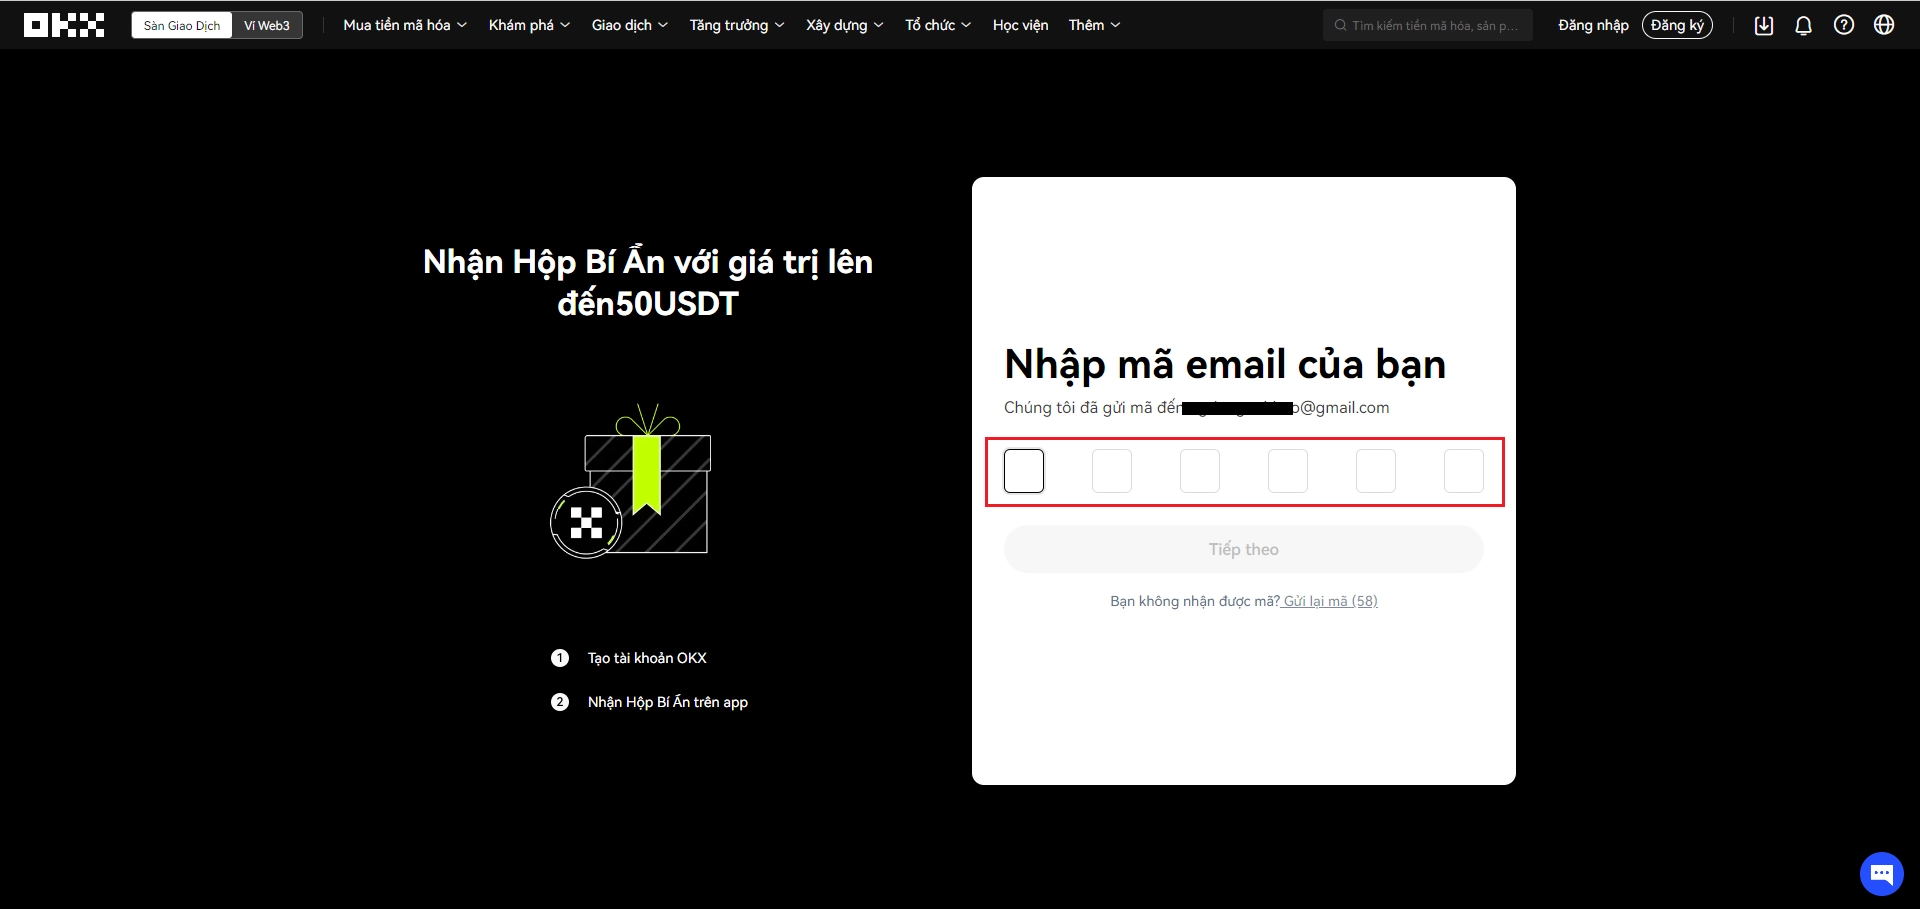 OKX
Sàn Giao Dịch
Ví Web3
Mua tiền mã hóa
Khám phá
Giao dịch
Tăng trưởng
Xây dựng
Tổ chức
Học viện
Thêm
Tìm kiếm tiền mã hóa, sản p...
Đăng nhập
Đăng ký
Nhận Hộp Bí Ẩn với giá trị lên
đến50USDT
1 Tạo tài khoản OKX
2 Nhận Hộp Bí Ẩn trên app
Nhập mã email của bạn
Chúng tôi đã gửi mã đến o@gmail.com
Tiếp theo
Bạn không nhận được mã? Gửi lại mã (58)